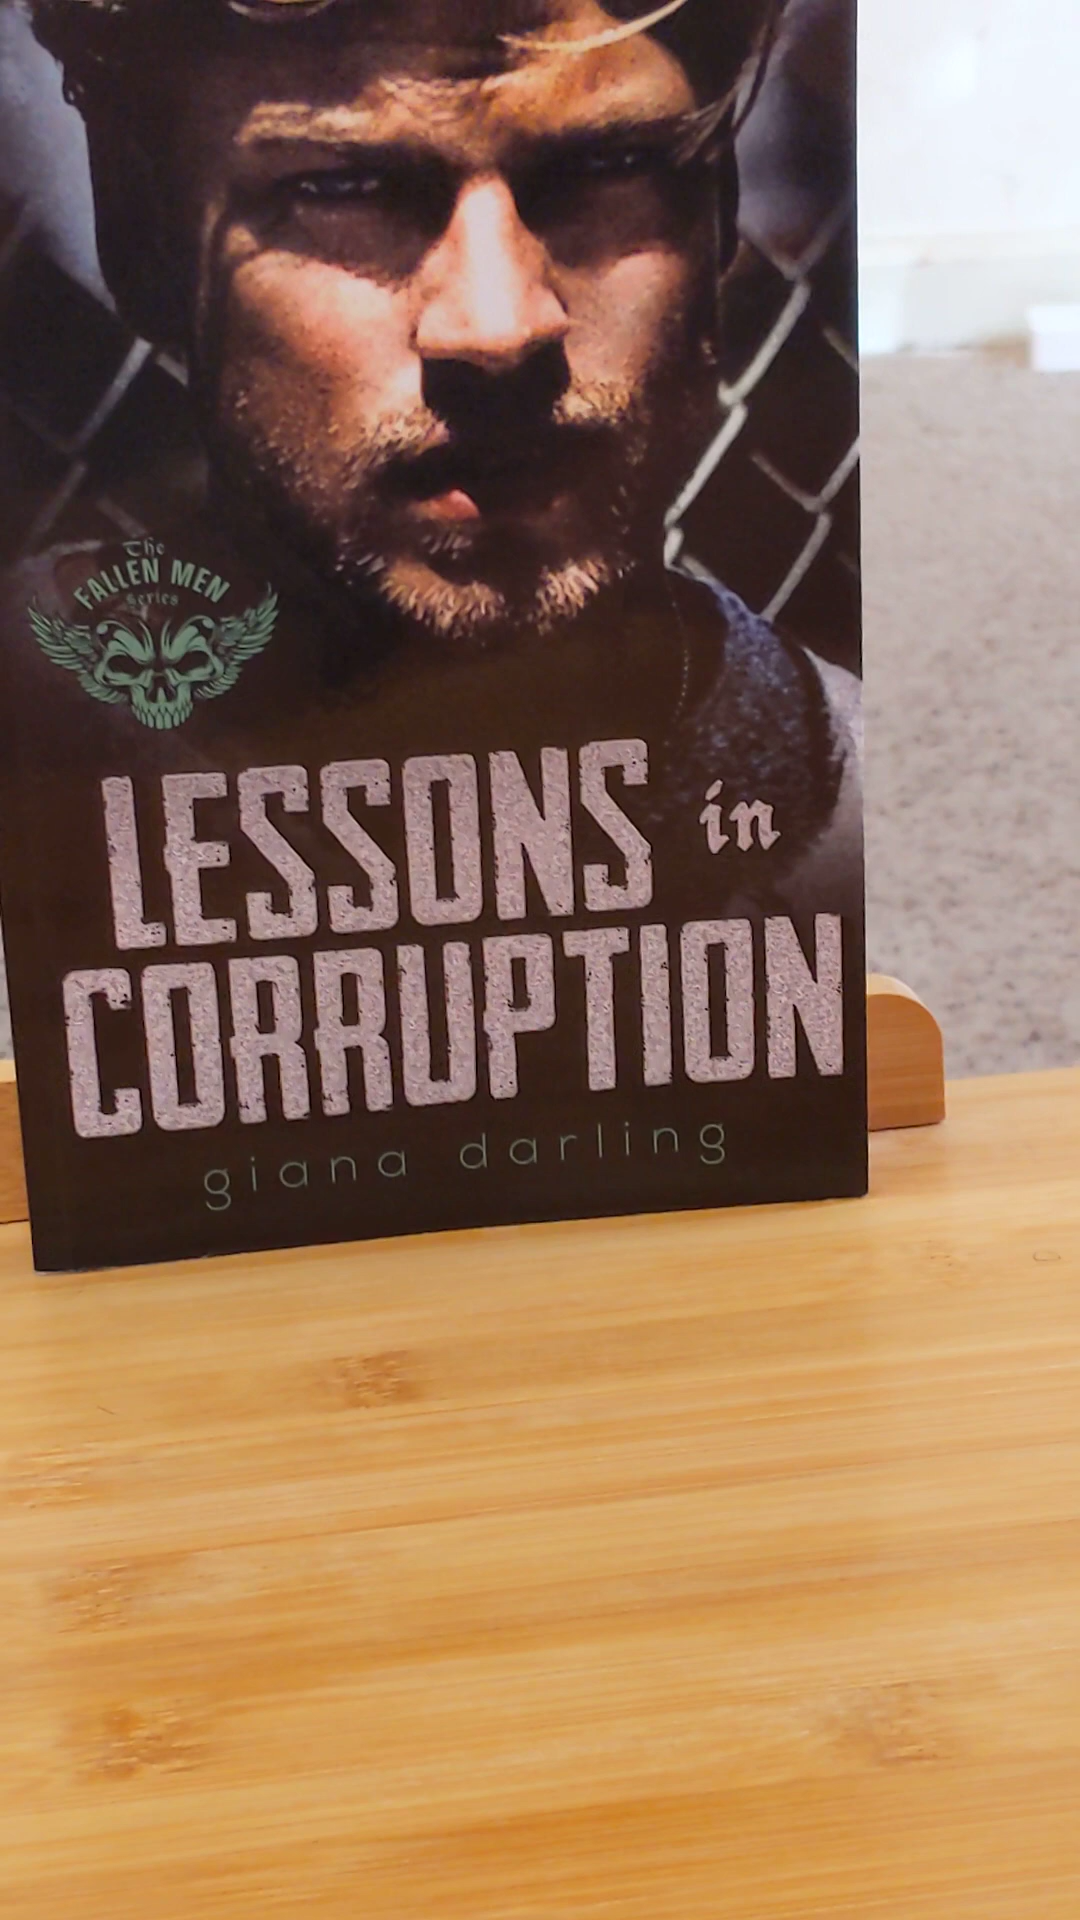 The
FALLEN MEN
series
LESSONS in
CORRUPTION
giana darling